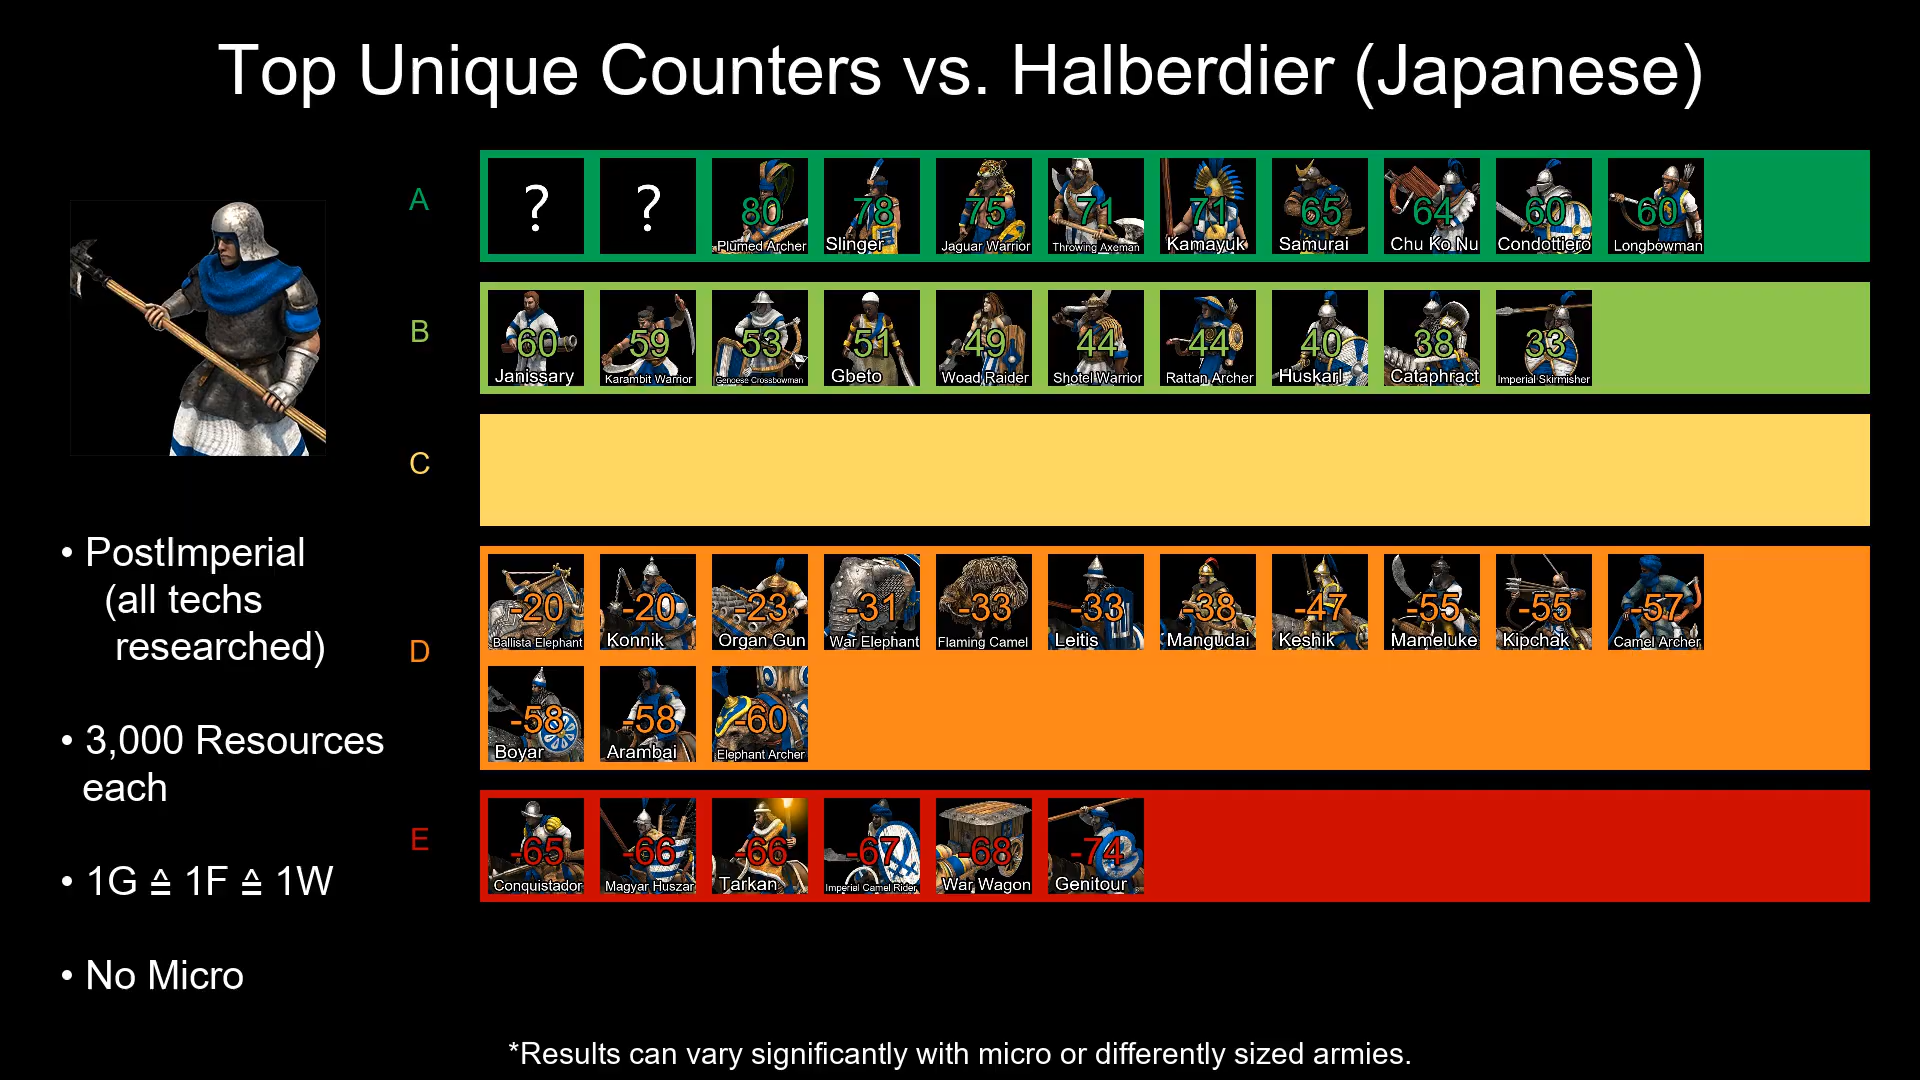 Top Unique Counters vs. Halberdier (Japanese)
A
? ? 80 78 75 71 71 65 64 60 60
Plumed Archer Slinger Jaguar Warrior Throwing Axeman Kamayuk Samurai Chu Ko Nu Condottiero Longbowman
B
60 59 53 51 49 44 44 40 38 33
Janissary Karambit Warrior Genoese Crossbowman Gbeto Woad Raider Shotel Warrior Rattan Archer Huskarl Cataphract Imperial Skirmisher
C
D
-20 -20 -23 -31 -33 -33 -38 -47 -55 -55 -57
Ballista Elephant Konnik Organ Gun War Elephant Flaming Camel Leitis Mangudai Keshik Mameluke Kipchak Camel Archer
-58 -58 -60
Boyar Arambai Elephant Archer
E
-65 -66 -66 -67 -68 -74
Conquistador Magyar Huszar Tarkan Imperial Camel Rider War Wagon Genitour
• PostImperial
(all techs
researched)
• 3,000 Resources
each
• 1G ≙ 1F ≙ 1W
• No Micro
*Results can vary significantly with micro or differently sized armies.